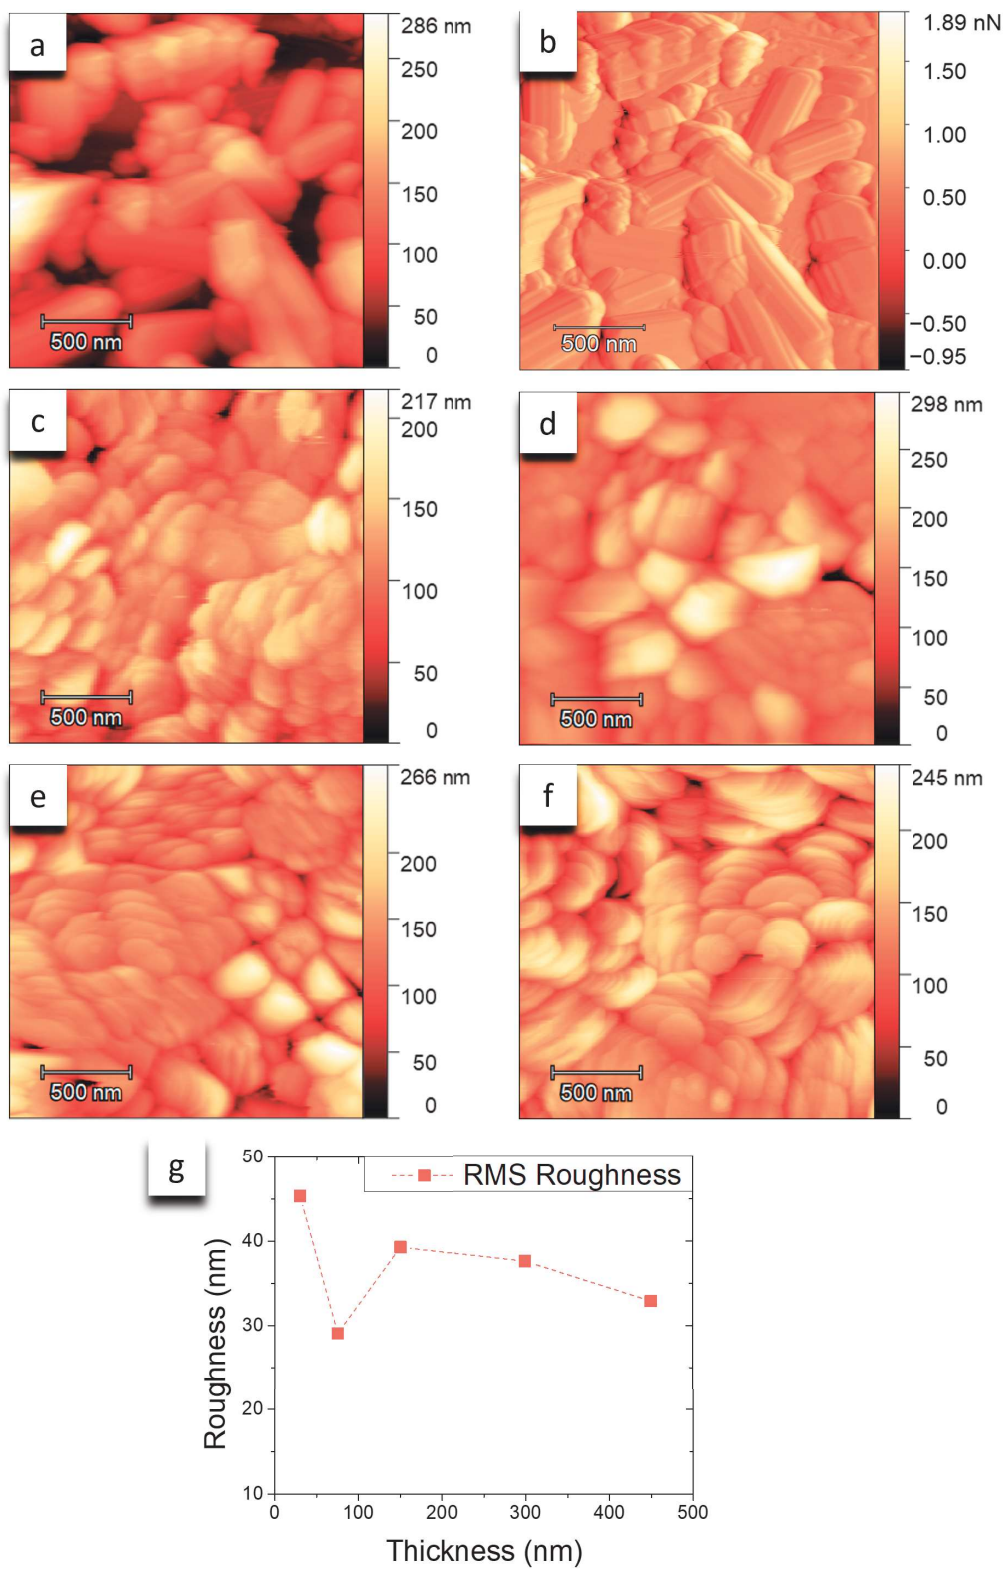 a
286 nm
250
200
150
100
50
0
500 nm
b
1.89 nN
1.50
1.00
0.50
0.00
−0.50
−0.95
500 nm
c
217 nm
200
150
100
50
0
500 nm
d
298 nm
250
200
150
100
50
0
500 nm
e
266 nm
200
150
100
50
0
500 nm
f
245 nm
200
150
100
50
0
500 nm
g
RMS Roughness
Roughness (nm)
50
40
30
20
10
0
100
200
300
400
500
Thickness (nm)